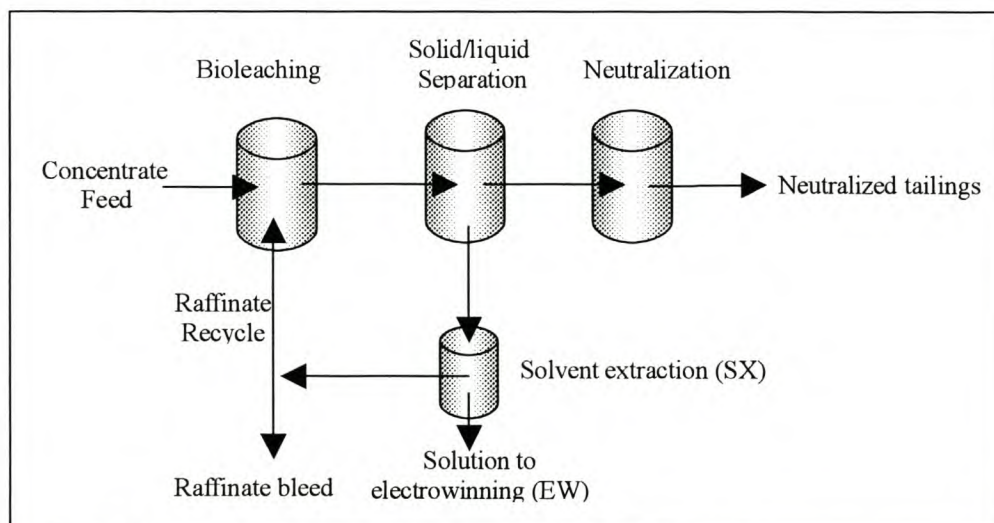 Bioleaching
Solid/liquid
Separation
Neutralization
Concentrate
Feed
Neutralized tailings
Raffinate
Recycle
Solvent extraction (SX)
Raffinate bleed
Solution to
electrowinning (EW)